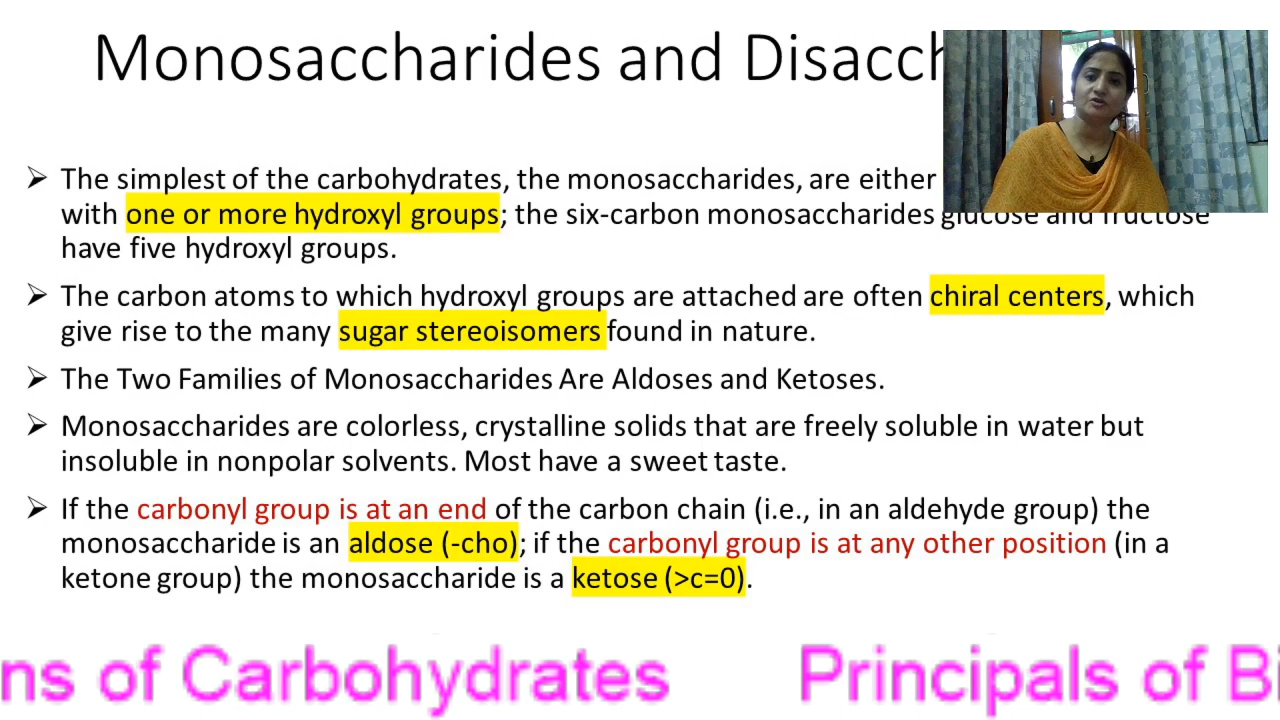 Monosaccharides and Disacch
The simplest of the carbohydrates, the monosaccharides, are either
with one or more hydroxyl groups; the six-carbon monosaccharides glucose and fructose
have five hydroxyl groups.
The carbon atoms to which hydroxyl groups are attached are often chiral centers, which
give rise to the many sugar stereoisomers found in nature.
The Two Families of Monosaccharides Are Aldoses and Ketoses.
Monosaccharides are colorless, crystalline solids that are freely soluble in water but
insoluble in nonpolar solvents. Most have a sweet taste.
If the carbonyl group is at an end of the carbon chain (i.e., in an aldehyde group) the
monosaccharide is an aldose (-cho); if the carbonyl group is at any other position (in a
ketone group) the monosaccharide is a ketose (>c=0).
ns of Carbohydrates Principals of Bi